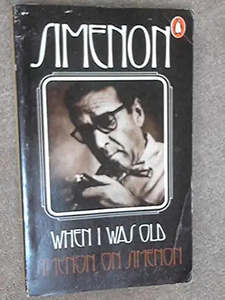 SIMENON
WHEN I WAS OLD
SIMENON ON SIMENON